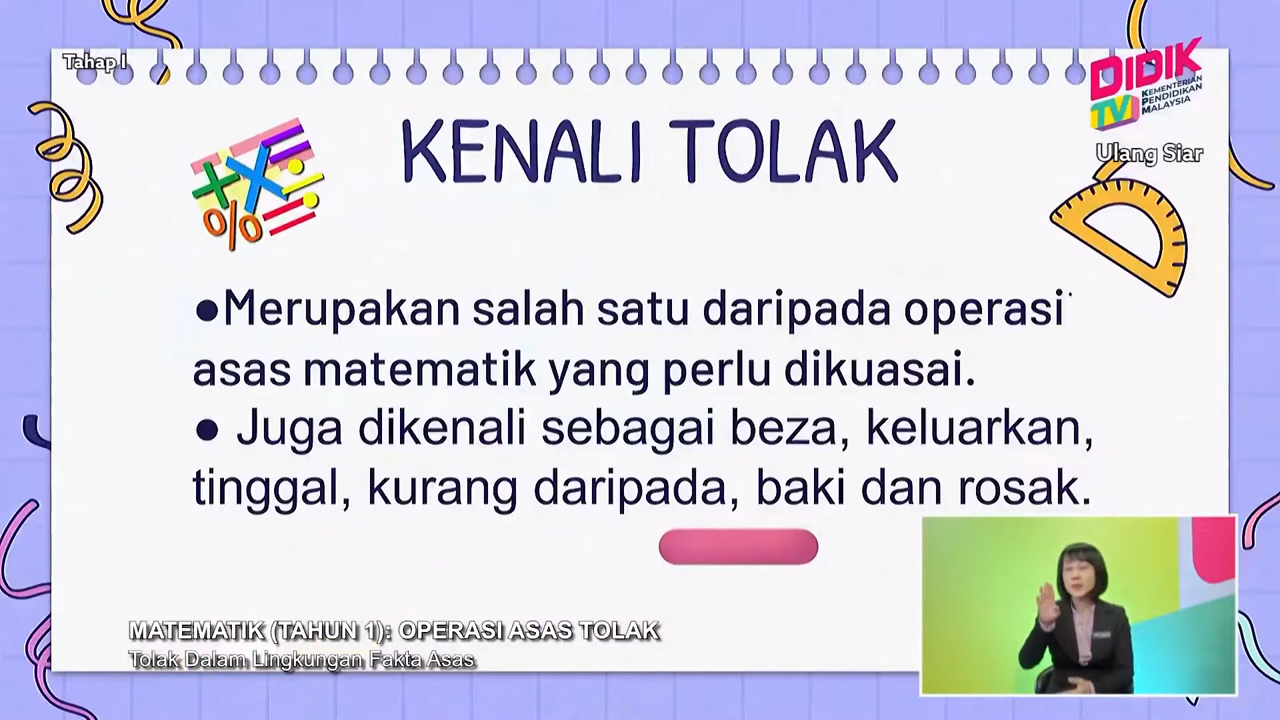 Tahap I
DIDIK
TV
KEMENTERIAN
PENDIDIKAN
MALAYSIA
Ulang Siar
KENALI TOLAK
●Merupakan salah satu daripada operasi
asas matematik yang perlu dikuasai.
● Juga dikenali sebagai beza, keluarkan,
tinggal, kurang daripada, baki dan rosak.
MATEMATIK (TAHUN 1): OPERASI ASAS TOLAK
Tolak Dalam Lingkungan Fakta Asas